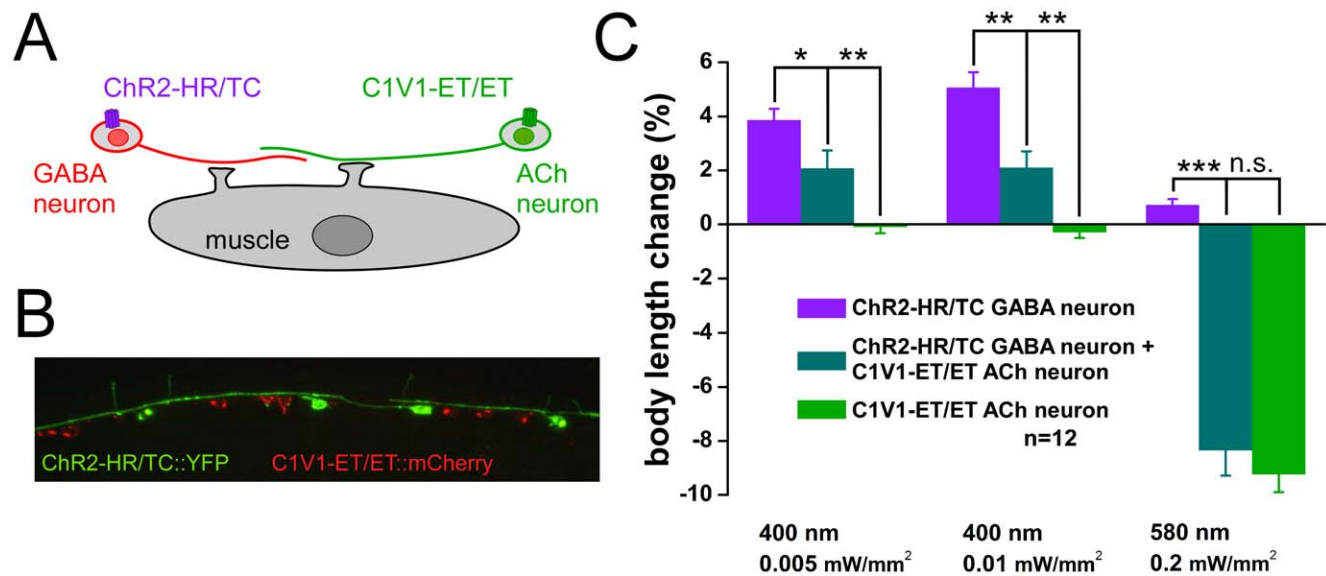 A
ChR2-HR/TC
C1V1-ET/ET
GABA
neuron
ACh
neuron
muscle
B
ChR2-HR/TC::YFP
C1V1-ET/ET::mCherry
C
body length change (%)
6
4
2
0
-2
-4
-6
-8
-10
* **
** **
*** n.s.
ChR2-HR/TC GABA neuron
ChR2-HR/TC GABA neuron +
C1V1-ET/ET ACh neuron
C1V1-ET/ET ACh neuron
n=12
400 nm
0.005 mW/mm²
400 nm
0.01 mW/mm²
580 nm
0.2 mW/mm²